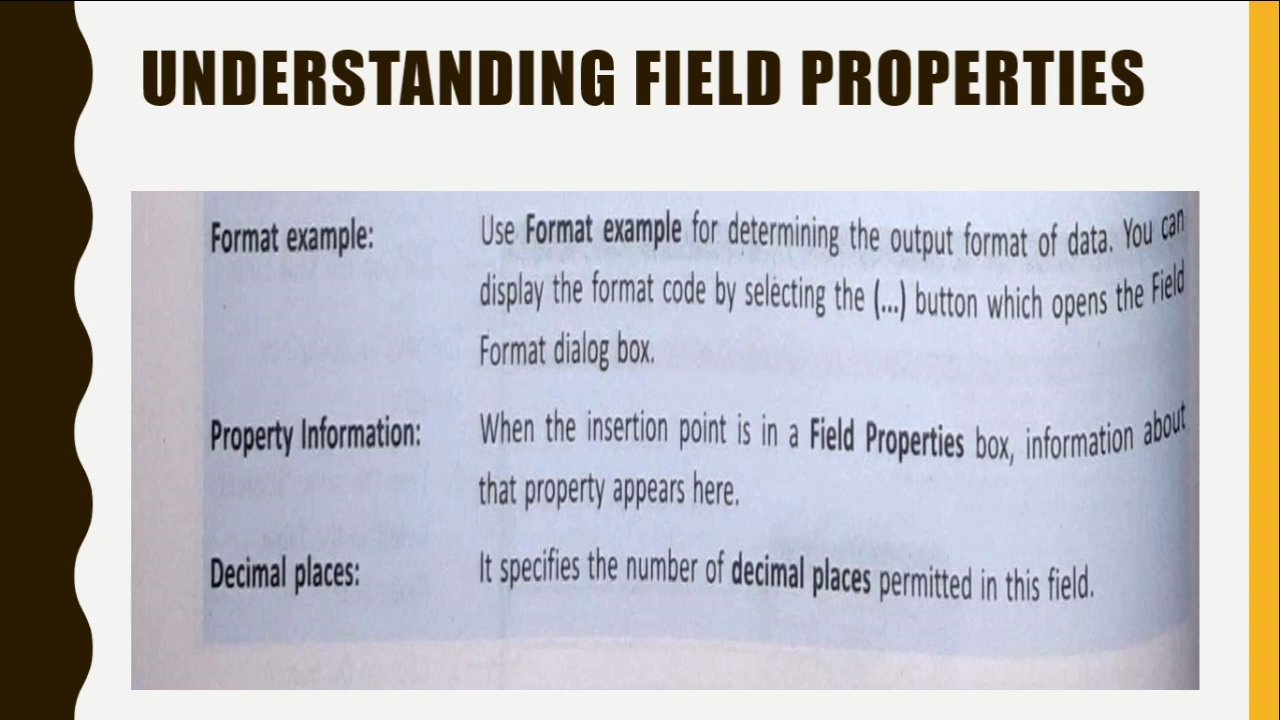 UNDERSTANDING FIELD PROPERTIES
Format example: Use Format example for determining the output format of data. You can
display the format code by selecting the (...) button which opens the Field
Format dialog box.
Property Information: When the insertion point is in a Field Properties box, information about
that property appears here.
Decimal places: It specifies the number of decimal places permitted in this field.